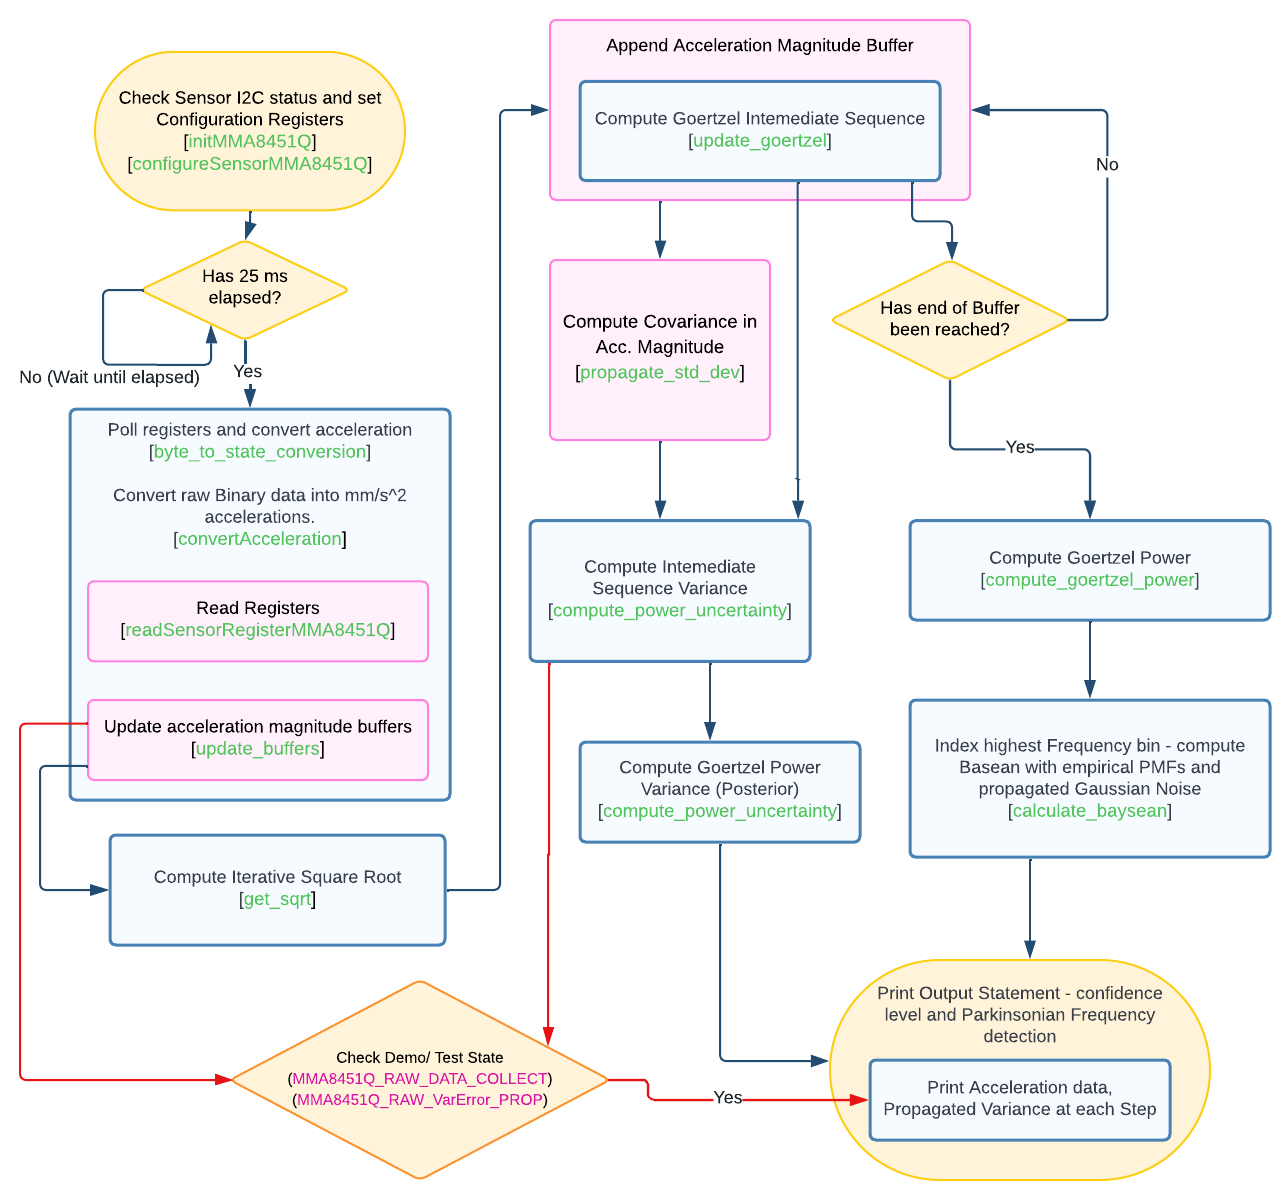 Check Sensor I2C status and set
Configuration Registers
[initMMA8451Q]
[configureSensorMMA8451Q]
Has 25 ms
elapsed?
No (Wait until elapsed)
Yes
Poll registers and convert acceleration
[byte_to_state_conversion]
Convert raw Binary data into mm/s^2
accelerations.
[convertAcceleration]
Read Registers
[readSensorRegisterMMA8451Q]
Update acceleration magnitude buffers
[update_buffers]
Compute Iterative Square Root
[get_sqrt]
Append Acceleration Magnitude Buffer
Compute Goertzel Intemediate Sequence
[update_goertzel]
No
Compute Covariance in
Acc. Magnitude
[propagate_std_dev]
Has end of Buffer
been reached?
Yes
Compute Intemediate
Sequence Variance
[compute_power_uncertainty]
Compute Goertzel Power
[compute_goertzel_power]
Compute Goertzel Power
Variance (Posterior)
[compute_power_uncertainty]
Index highest Frequency bin - compute
Basean with empirical PMFs and
propagated Gaussian Noise
[calculate_baysean]
Check Demo/ Test State
(MMA8451Q_RAW_DATA_COLLECT)
(MMA8451Q_RAW_VarError_PROP)
Yes
Print Output Statement - confidence
level and Parkinsonian Frequency
detection
Print Acceleration data,
Propagated Variance at each Step